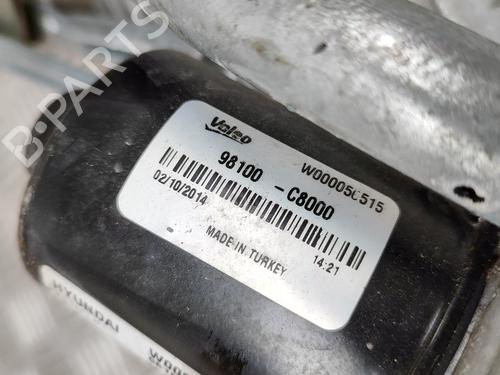 B-PARTS
Valeo
W000050515
98100-C8000
02/10/2014
14:21
MADE IN TURKEY
HYUNDAI